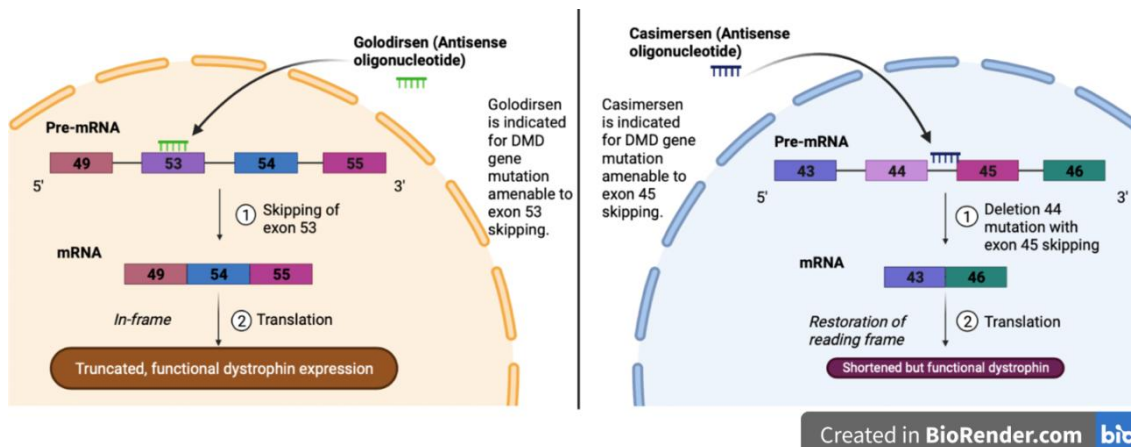 Golodirsen (Antisense
oligonucleotide)
Golodirsen
is indicated
for DMD
gene
mutation
amenable to
exon 53
skipping.
Pre-mRNA
49
53
54
55
5'
3'
1
Skipping of
exon 53
mRNA
49
54
55
In-frame
2
Translation
Truncated, functional dystrophin expression
Casimersen (Antisense
oligonucleotide)
Casimersen
is indicated
for DMD gene
mutation
amenable to
exon 45
skipping.
Pre-mRNA
43
44
45
46
5'
3'
1
Deletion 44
mutation with
exon 45 skipping
mRNA
43
46
Restoration of
reading frame
2
Translation
Shortened but functional dystrophin
Created in BioRender.com
bio